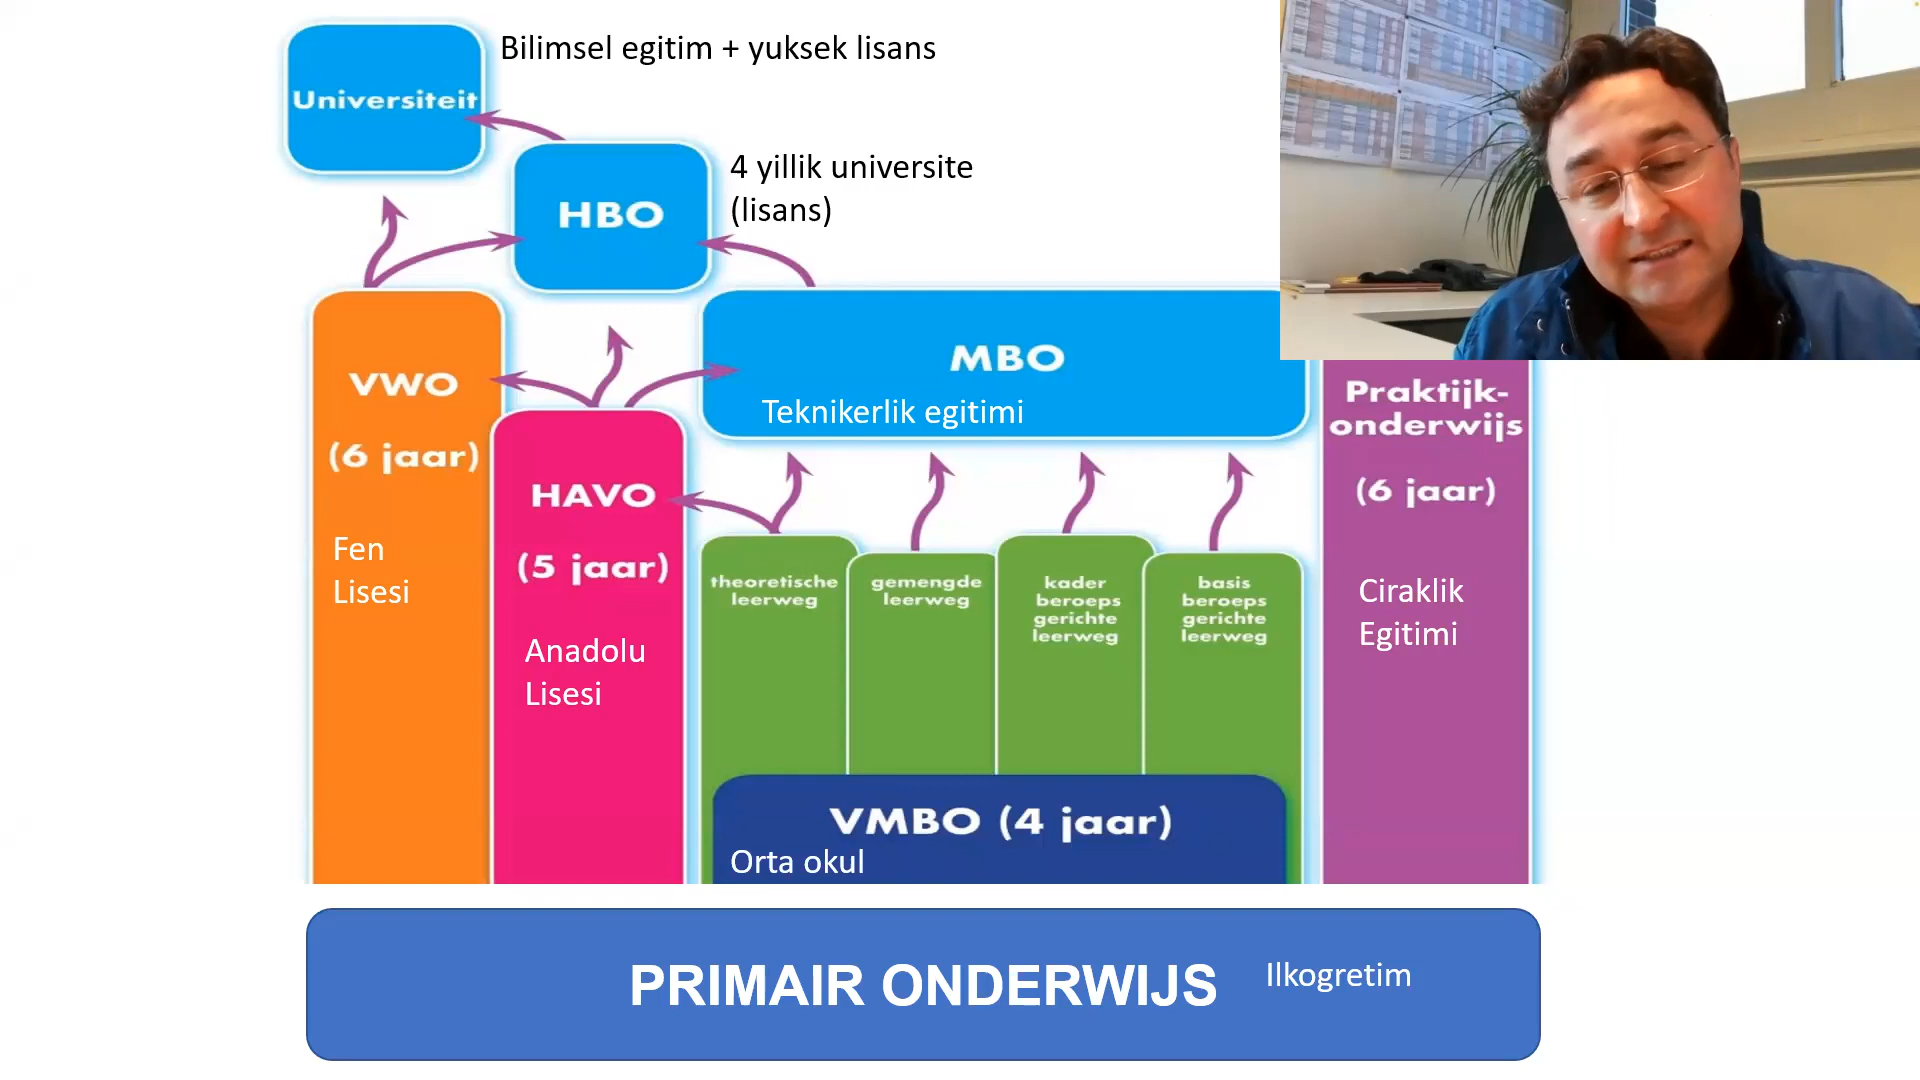 Bilimsel egitim + yuksek lisans
Universiteit
4 yillik universite
(lisans)
HBO
MBO
Teknikerlik egitimi
VWO
(6 jaar)
Fen
Lisesi
HAVO
(5 jaar)
Anadolu
Lisesi
theoretische
leerweg
gemengde
leerweg
kader
beroeps
gerichte
leerweg
basis
beroeps
gerichte
leerweg
Praktijk-
onderwijs
(6 jaar)
Ciraklik
Egitimi
VMBO (4 jaar)
Orta okul
PRIMAIR ONDERWIJS
Ilkogretim